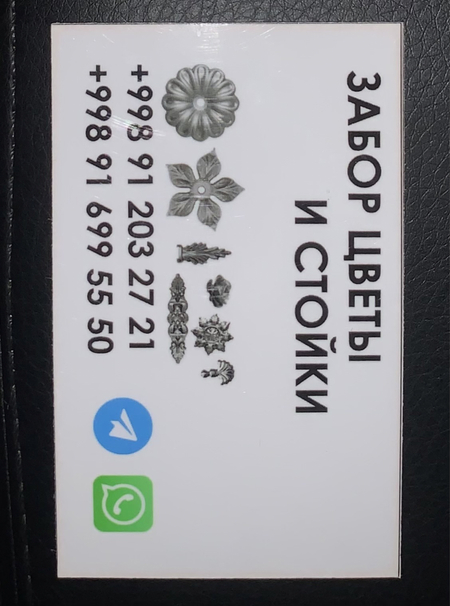 ЗАБОР ЦВЕТЫ
И СТОЙКИ
+998 91 203 27 21
+998 91 699 55 50